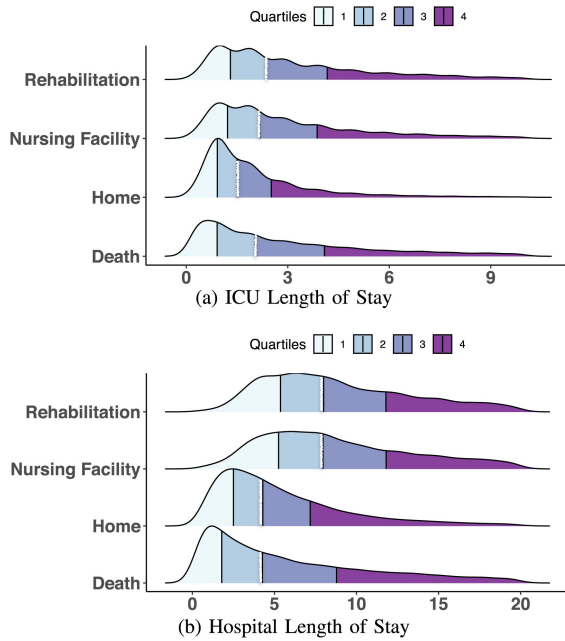 Quartiles 1 2 3 4
Rehabilitation
Nursing Facility
Home
Death
0 3 6 9
(a) ICU Length of Stay
Quartiles 1 2 3 4
Rehabilitation
Nursing Facility
Home
Death
0 5 10 15 20
(b) Hospital Length of Stay